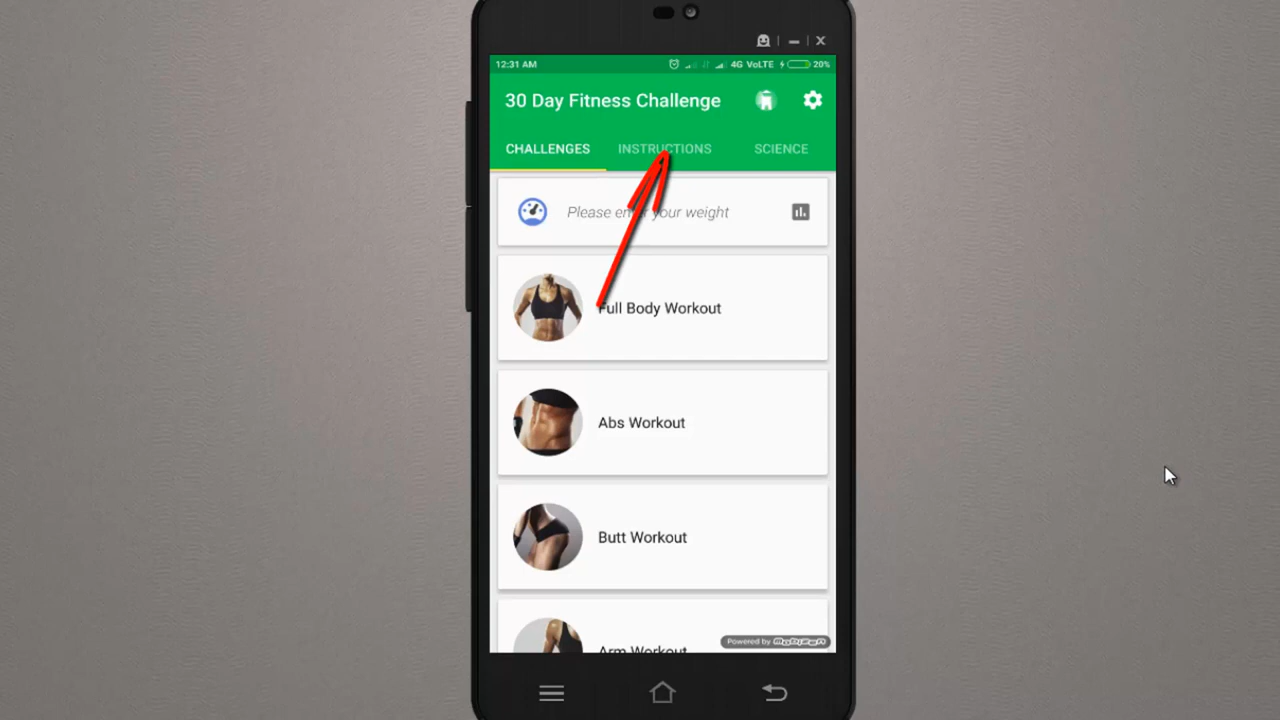 12:31 AM 4G VoLTE 20%
30 Day Fitness Challenge
CHALLENGES INSTRUCTIONS SCIENCE
Please enter your weight
Full Body Workout
Abs Workout
Butt Workout
Arm Workout
Powered by Mobizen